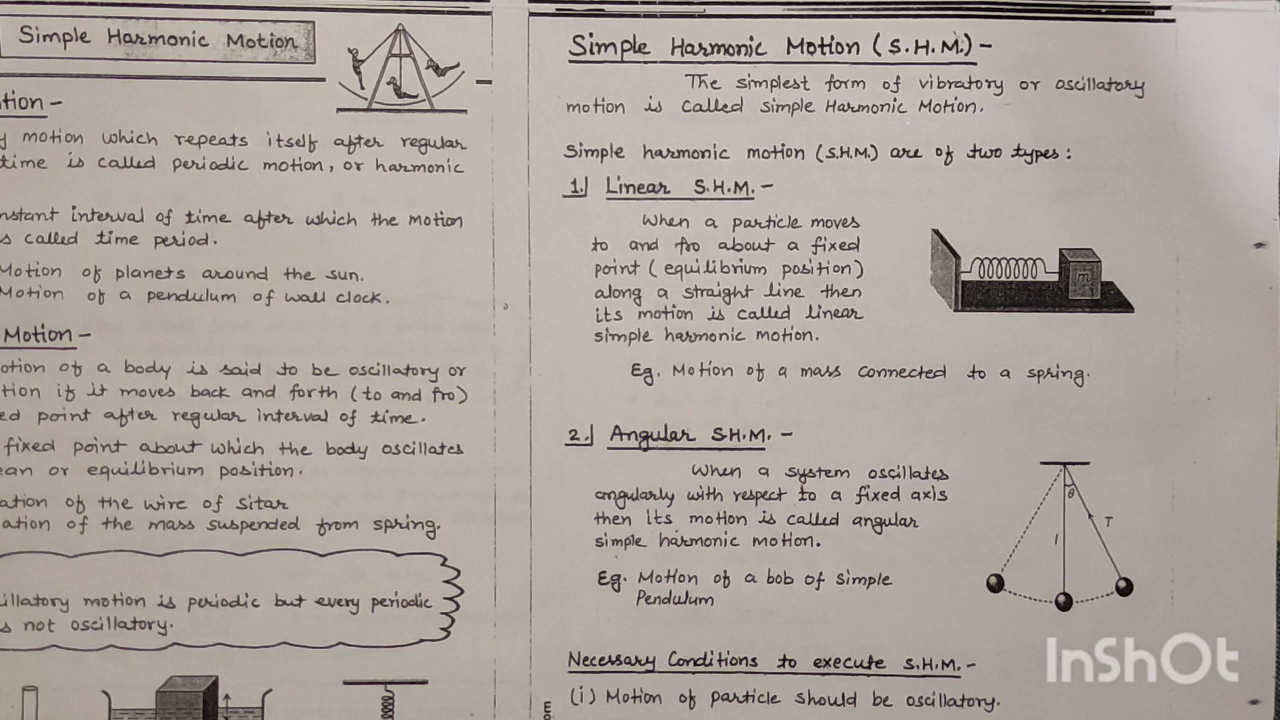 Simple Harmonic Motion
tion -
y motion which repeats itself after regular
time is called periodic motion, or harmonic
nstant interval of time after which the motion
s called time period.
Motion of planets around the sun.
Motion of a pendulum of wall clock.
Motion -
otion of a body is said to be oscillatory or
tion if it moves back and forth (to and fro)
ed point after regular interval of time.
fixed point about which the body oscillates
ean or equilibrium position.
ation of the wire of Sitar
ation of the mass suspended from spring.
illatory motion is periodic but every periodic
s not oscillatory.
Simple Harmonic Motion (S.H.M.) -
The simplest form of vibratory or oscillatory
motion is called simple Harmonic Motion.
Simple harmonic motion (S.H.M.) are of two types:
1.) Linear S.H.M. -
When a particle moves
to and fro about a fixed
point (equilibrium position)
along a straight line then
its motion is called linear
simple harmonic motion.
m
Eg. Motion of a mass connected to a spring.
2.) Angular S.H.M. -
When a system oscillates
angularly with respect to a fixed axis
then its motion is called angular
simple harmonic motion.
Eg. Motion of a bob of simple
Pendulum
θ
T
l
Necessary Conditions to execute S.H.M. -
(i) Motion of particle should be oscillatory.
InShOt